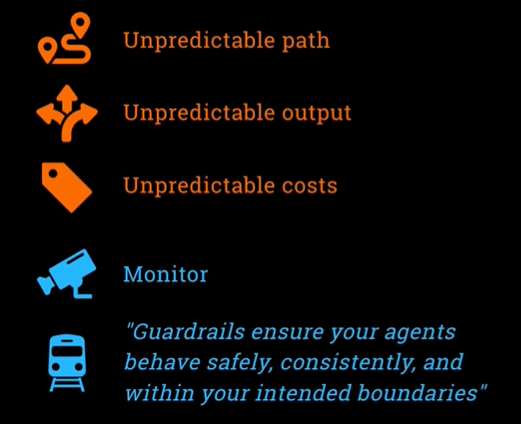 Unpredictable path
Unpredictable output
Unpredictable costs
Monitor
"Guardrails ensure your agents
behave safely, consistently, and
within your intended boundaries"